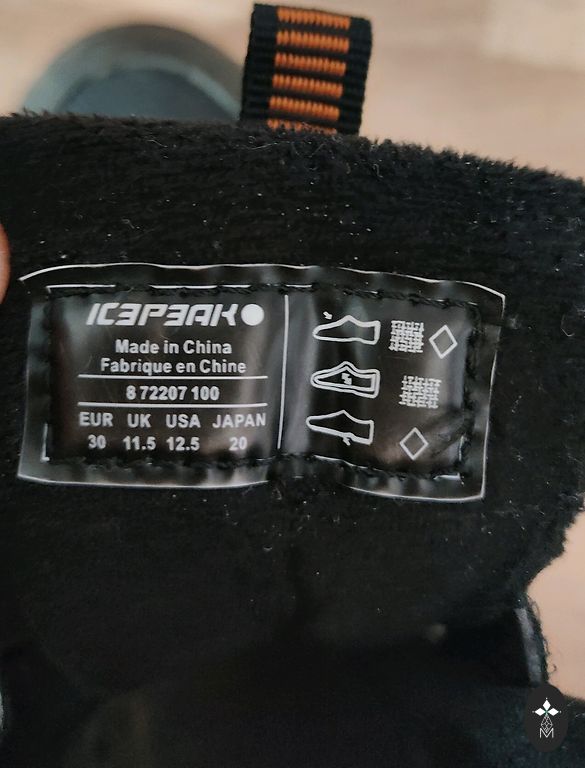 ICEPEAK
Made in China
Fabrique en Chine
8 72207 100
EUR UK USA JAPAN
30 11.5 12.5 20
M